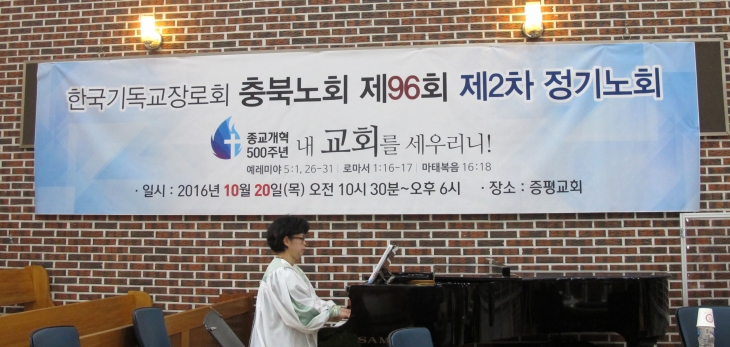 한국기독교장로회 충북노회 제96회 제2차 정기노회
종교개혁
500주년
내 교회를 세우리니!
예레미야 5:1, 26-31 | 로마서 1:16-17 | 마태복음 16:18
· 일시 : 2016년 10월 20일(목) 오전 10시 30분~오후 6시 · 장소 : 증평교회
SAM